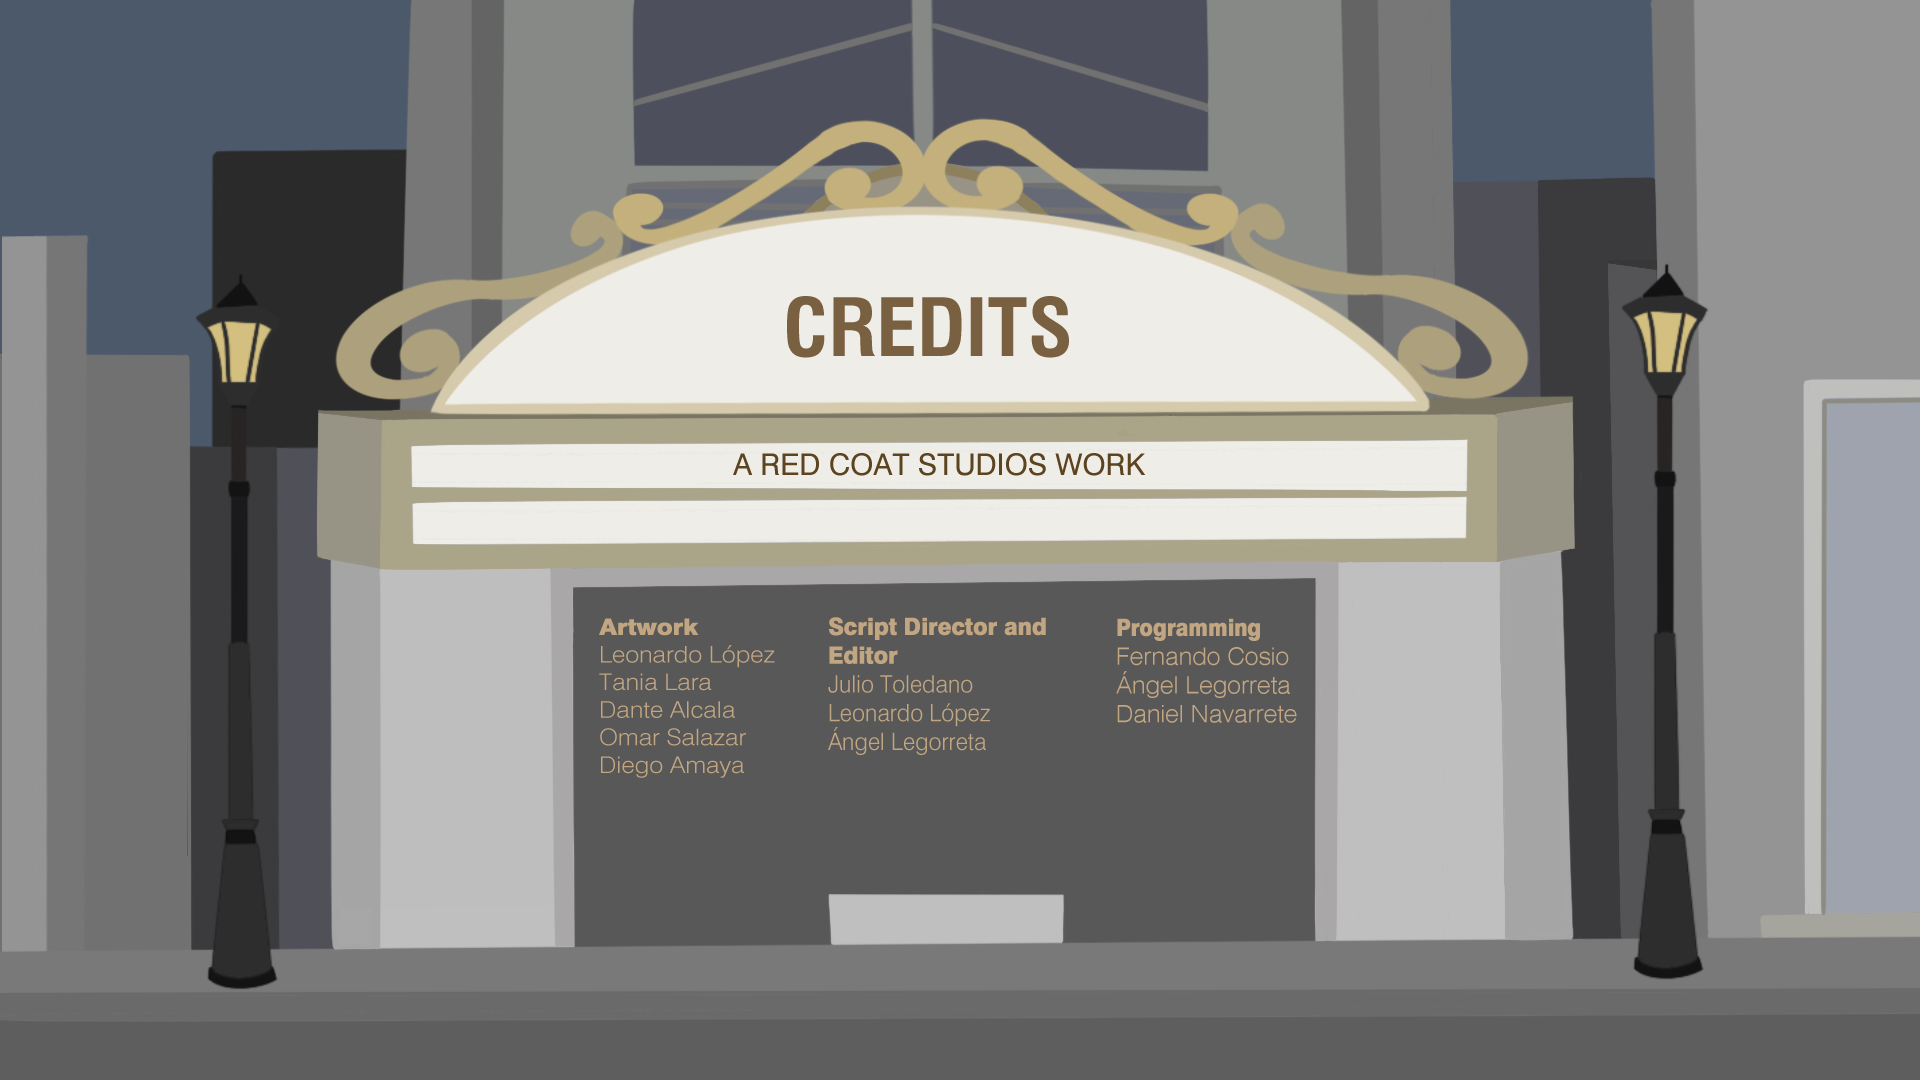 CREDITS
A RED COAT STUDIOS WORK
Artwork
Leonardo López
Tania Lara
Dante Alcala
Omar Salazar
Diego Amaya
Script Director and
Editor
Julio Toledano
Leonardo López
Ángel Legorreta
Programming
Fernando Cosio
Ángel Legorreta
Daniel Navarrete